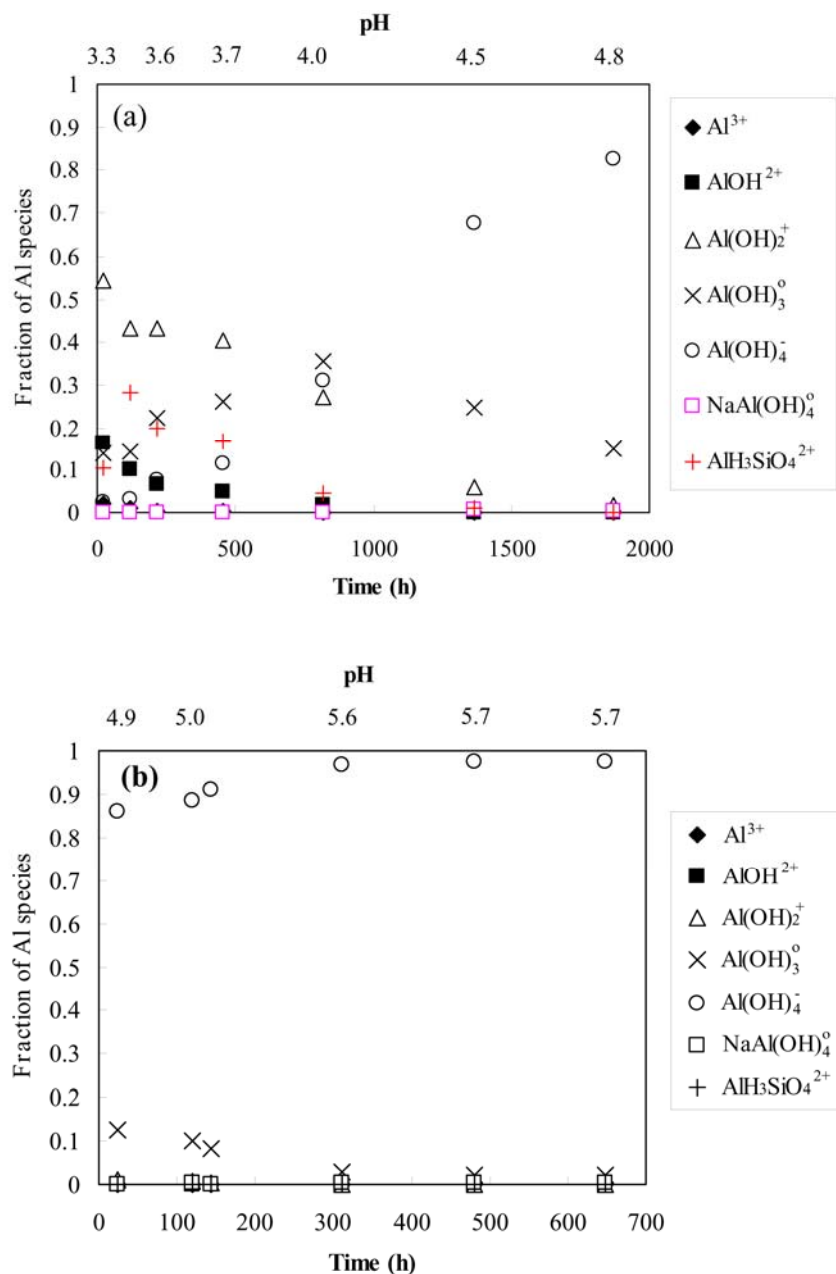 pH
3.3 3.6 3.7 4.0 4.5 4.8
1
0.9
0.8
0.7
0.6
0.5
0.4
0.3
0.2
0.1
0
Fraction of Al species
(a)
0 500 1000 1500 2000
Time (h)
Al³⁺
AlOH²⁺
Al(OH)₂⁺
Al(OH)₃⁰
Al(OH)₄⁻
NaAl(OH)₄⁰
AlH₃SiO₄²⁺
pH
4.9 5.0 5.6 5.7 5.7
1
0.9
0.8
0.7
0.6
0.5
0.4
0.3
0.2
0.1
0
Fraction of Al species
(b)
0 100 200 300 400 500 600 700
Time (h)
Al³⁺
AlOH²⁺
Al(OH)₂⁺
Al(OH)₃⁰
Al(OH)₄⁻
NaAl(OH)₄⁰
AlH₃SiO₄²⁺